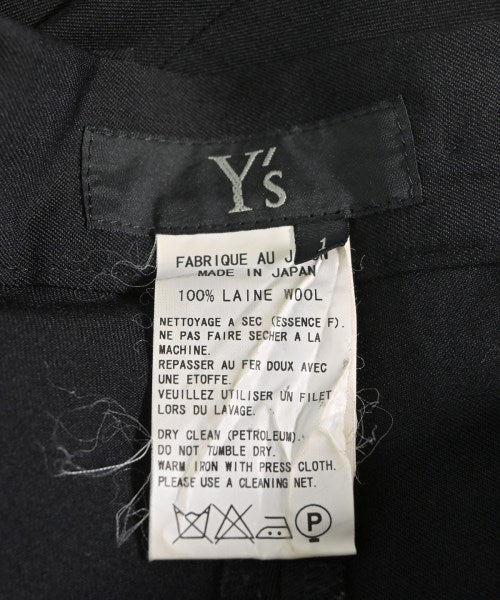 Y's
1
FABRIQUE AU
MADE IN JAPAN
100% LAINE WOOL
NETTOYAGE A SEC (ESSENCE F).
NE PAS FAIRE SECHER A LA
MACHINE.
REPASSER AU FER DOUX AVEC
UNE ETOFFE.
VEUILLEZ UTILISER UN FILET
LORS DU LAVAGE.
DRY CLEAN (PETROLEUM).
DO NOT TUMBLE DRY.
WARM IRON WITH PRESS CLOTH.
PLEASE USE A CLEANING NET.
P